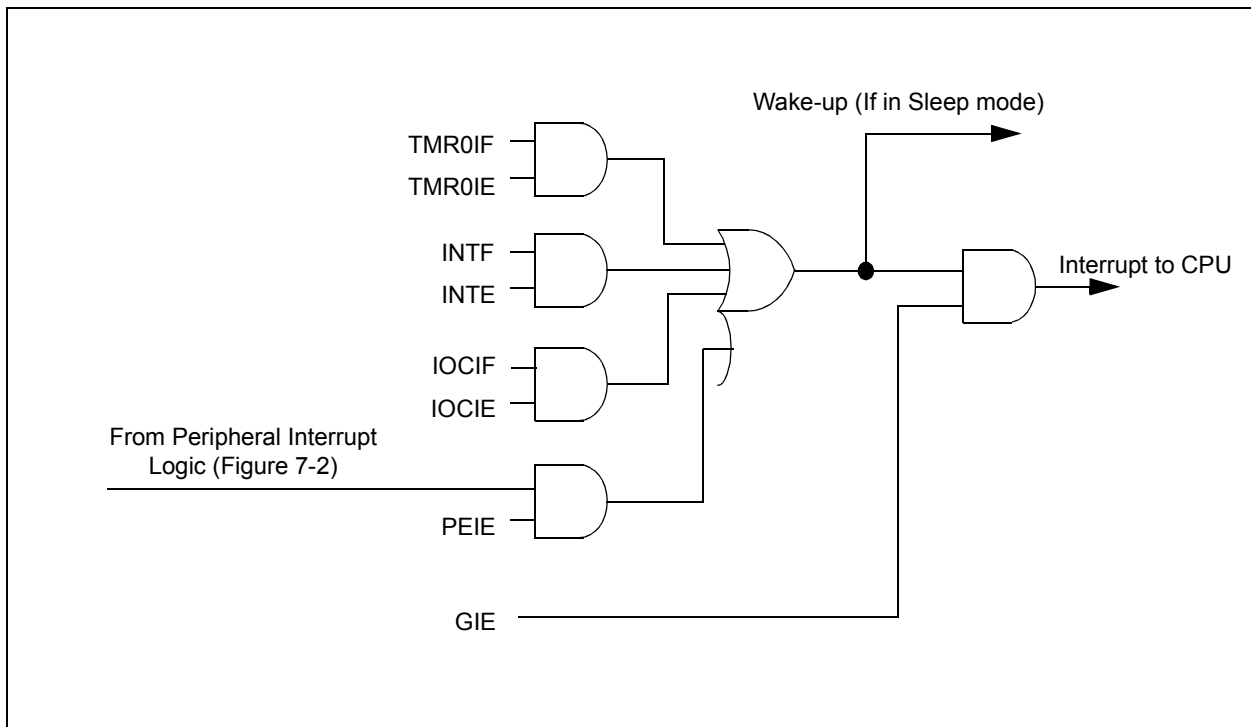 Wake-up (If in Sleep mode)
TMR0IF
TMR0IE
INTF
INTE
Interrupt to CPU
IOCIF
IOCIE
From Peripheral Interrupt
Logic (Figure 7-2)
PEIE
GIE